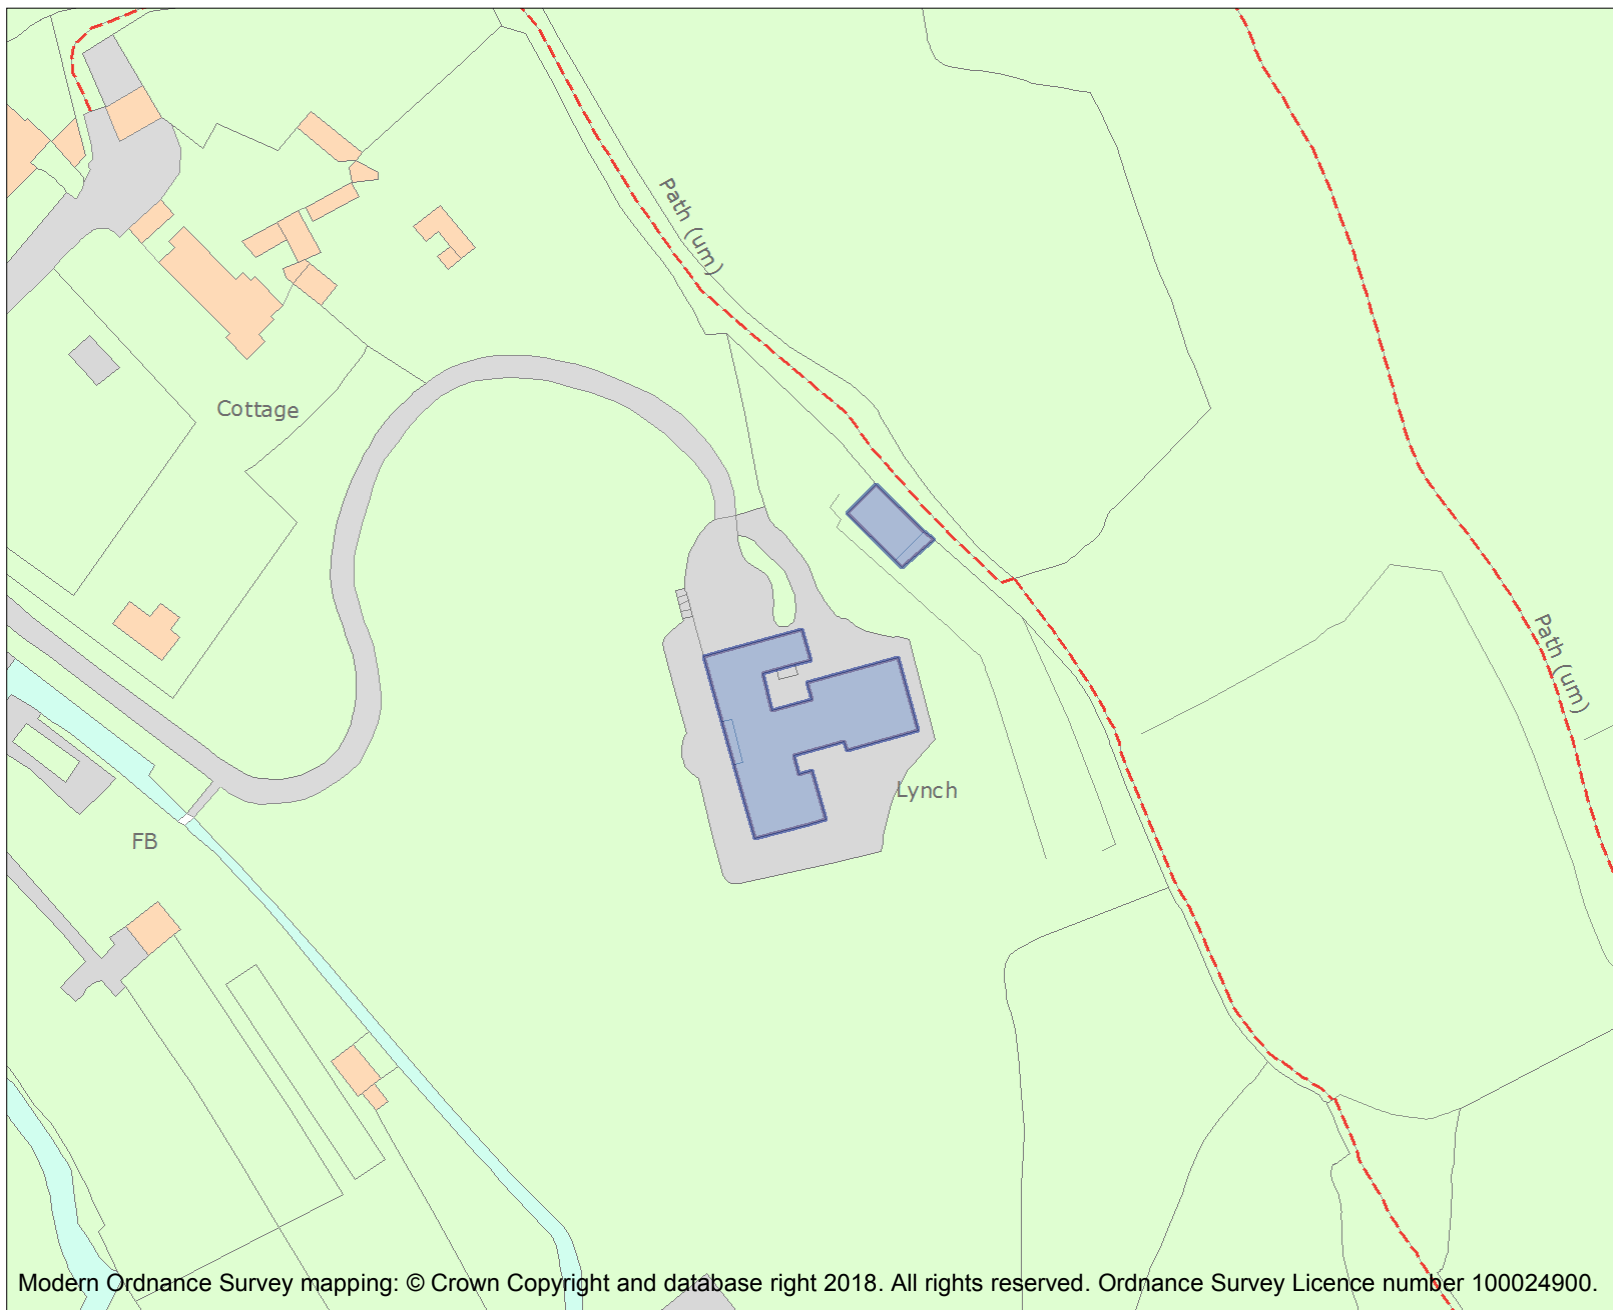 Path (um)
Cottage
Path (um)
Lynch
FB
Modern Ordnance Survey mapping: © Crown Copyright and database right 2018. All rights reserved. Ordnance Survey Licence number 100024900.